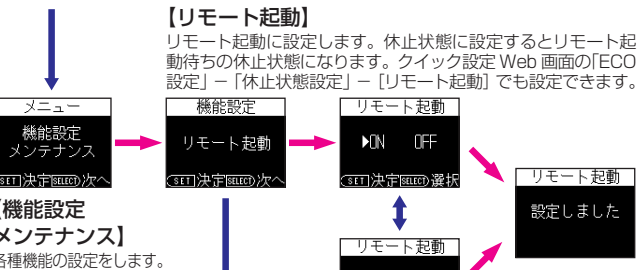 【リモート起動】
リモート起動に設定します。休止状態に設定するとリモート起
動待ちの休止状態になります。クイック設定 Web 画面の「ECO
設定」－「休止状態設定」－［リモート起動］でも設定できます。
メニュー
機能設定
メンテナンス
SET 決定 SELECT 次へ
機能設定
リモート起動
SET 決定 SELECT 次へ
リモート起動
▶ON OFF
SET 決定 SELECT 選択
リモート起動
設定しました
【機能設定
メンテナンス】
各種機能の設定をします。
リモート起動